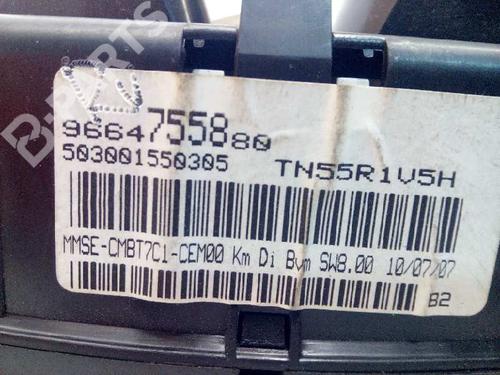 9664755880
503001550305 TN55R1V5H
MMSE-CMBT7C1-CEM00 Km Di Bvm SW8.00 10/07/07
B2